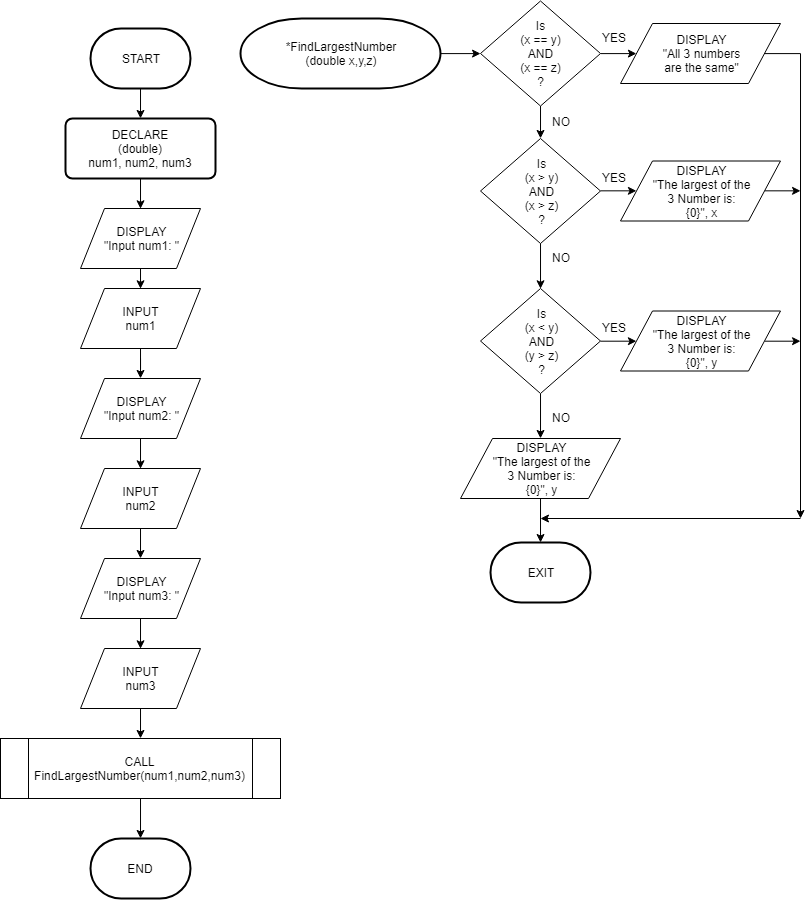 START
DECLARE
(double)
num1, num2, num3
DISPLAY
"Input num1: "
INPUT
num1
DISPLAY
"Input num2: "
INPUT
num2
DISPLAY
"Input num3: "
INPUT
num3
CALL
FindLargestNumber(num1,num2,num3)
END
*FindLargestNumber
(double x,y,z)
Is
(x == y)
AND
(x == z)
?
YES
DISPLAY
"All 3 numbers
are the same"
NO
Is
(x > y)
AND
(x > z)
?
YES
DISPLAY
"The largest of the
3 Number is:
{0}", x
NO
Is
(x < y)
AND
(y > z)
?
YES
DISPLAY
"The largest of the
3 Number is:
{0}", y
NO
DISPLAY
"The largest of the
3 Number is:
{0}", y
EXIT